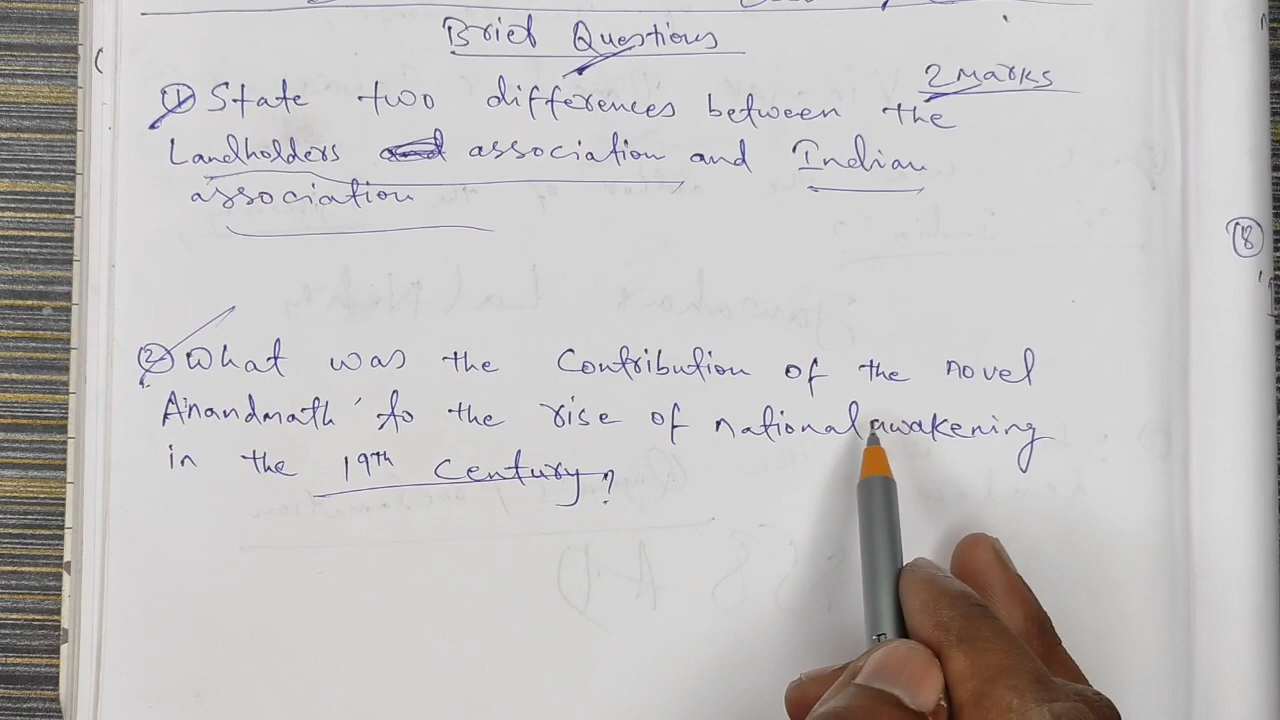 Brief Questions
2 Marks
① State two differences between the
Landholders association and Indian
association
18
② What was the Contribution of the novel
'Anandmath' to the rise of national awakening
in the 19th Century?